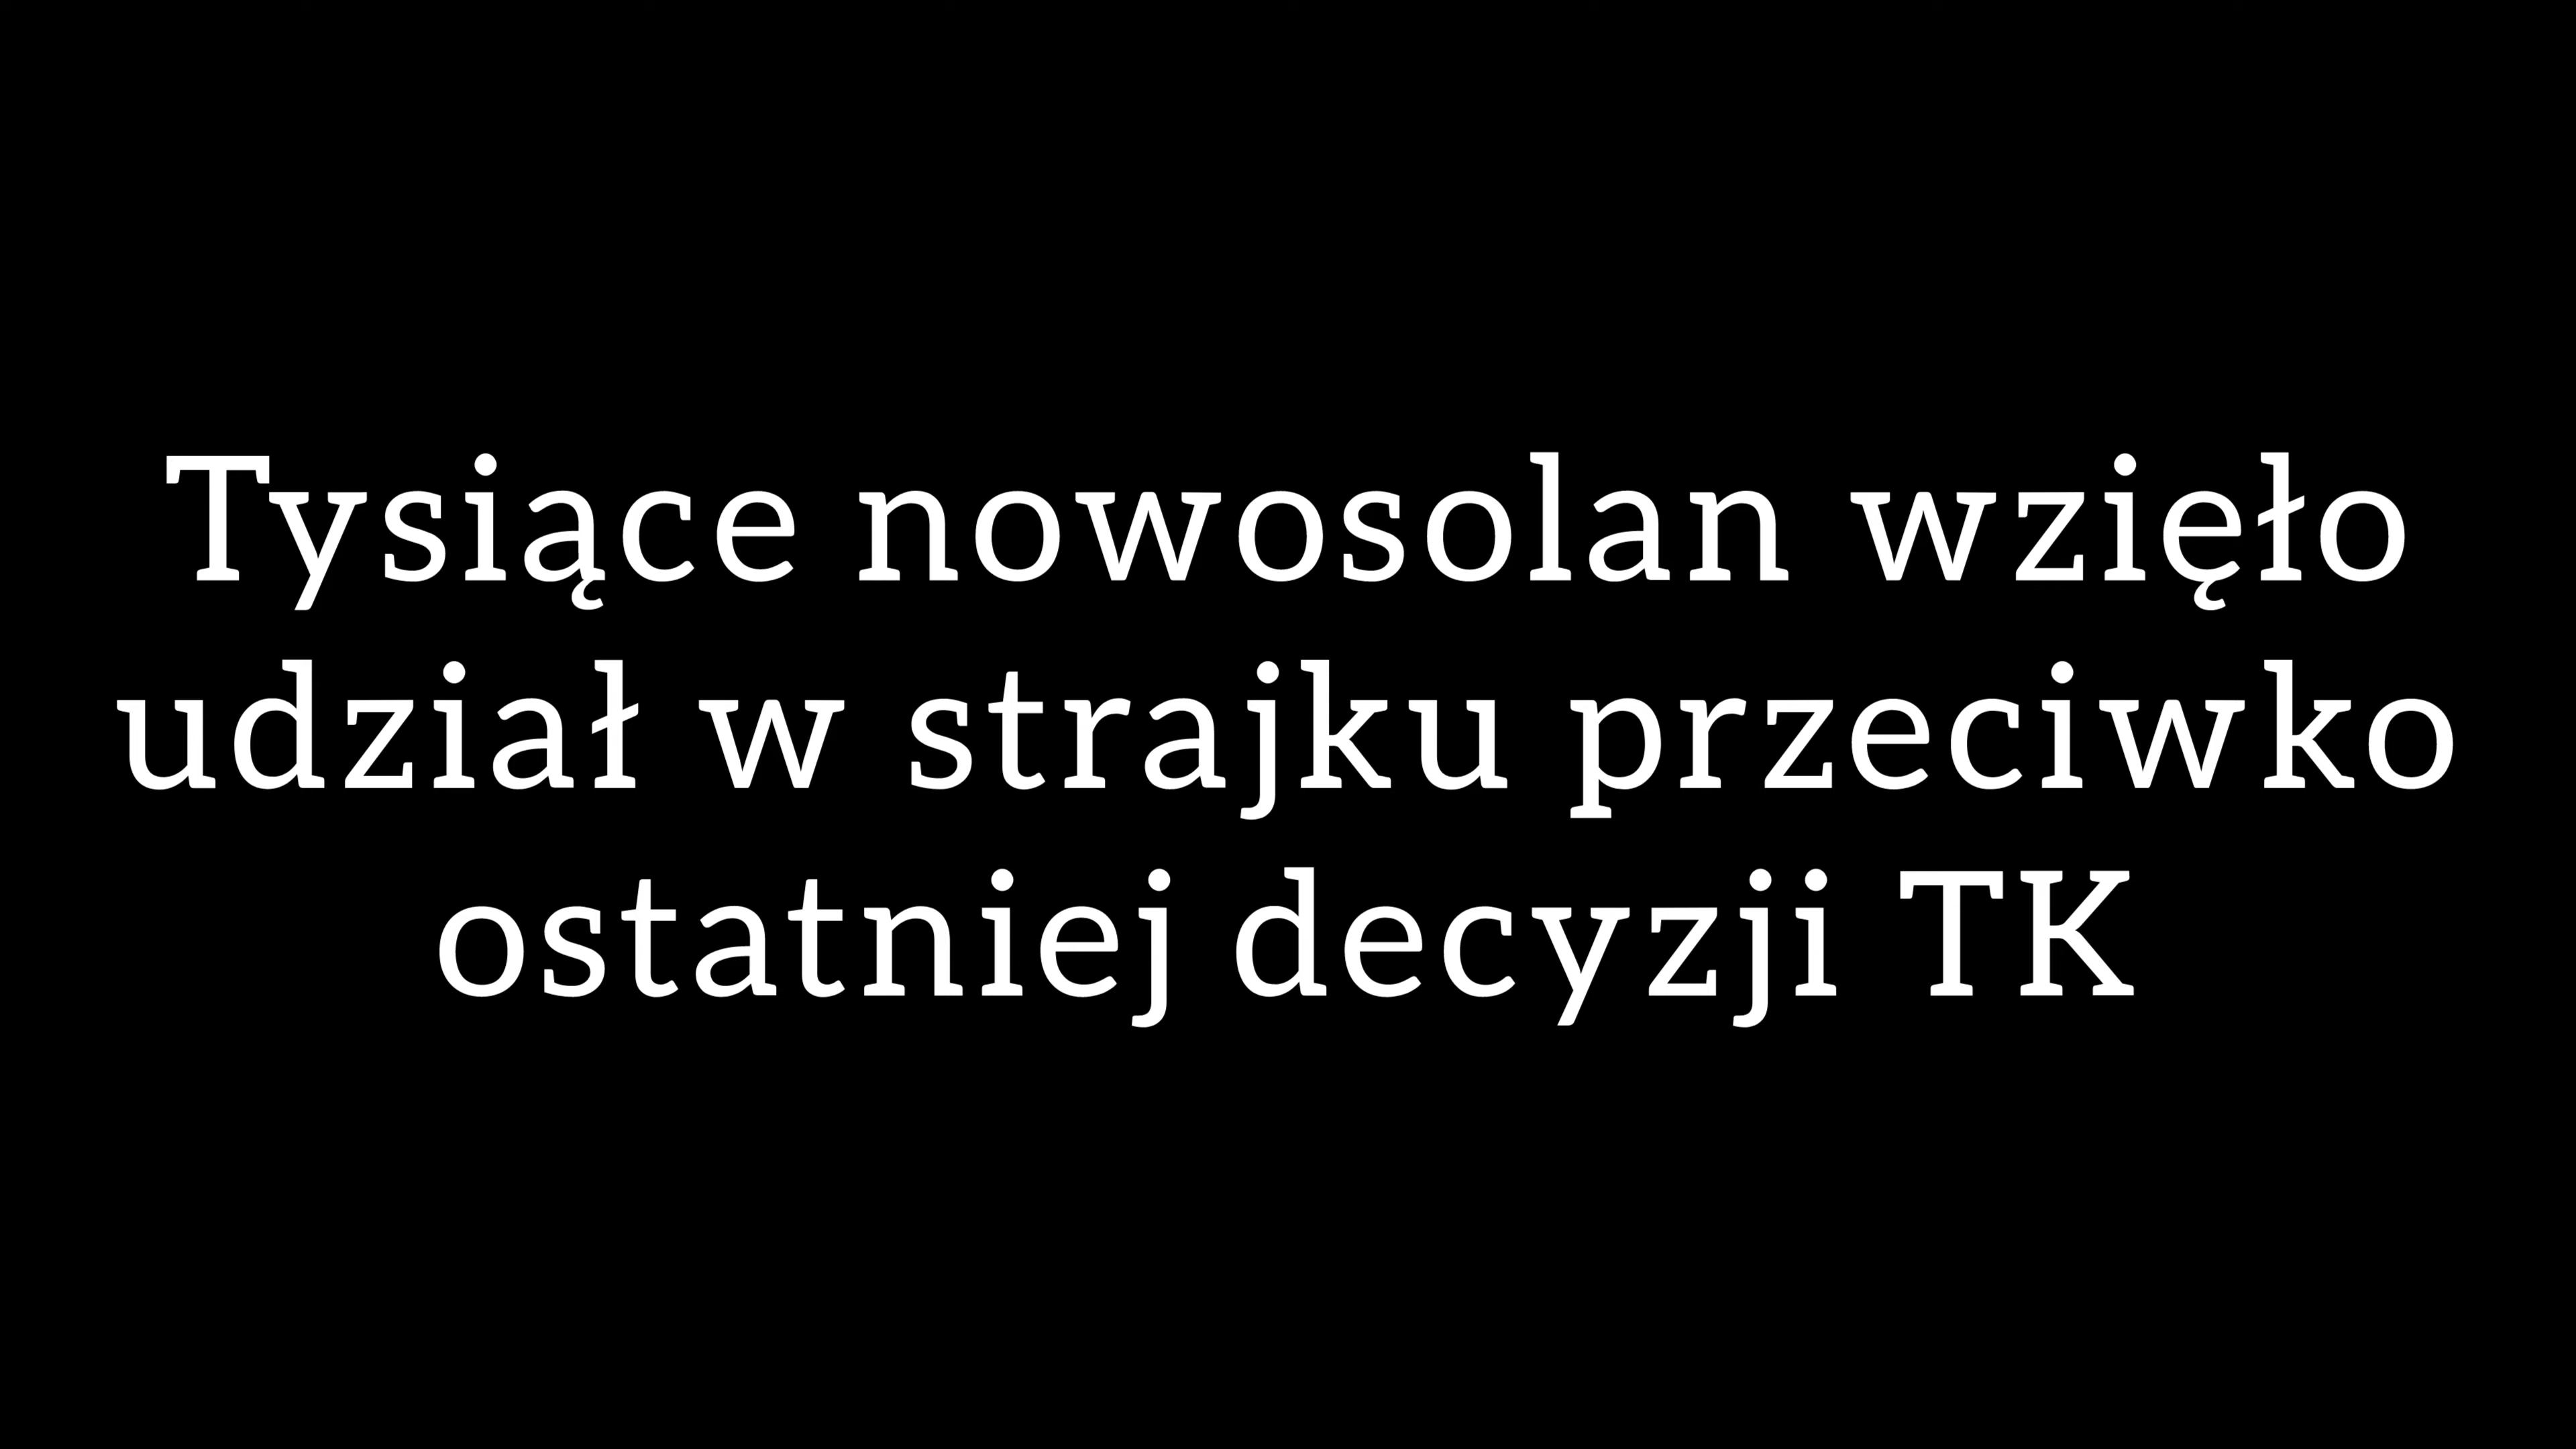 Tysiące nowosolan wzięło
udział w strajku przeciwko
ostatniej decyzji TK